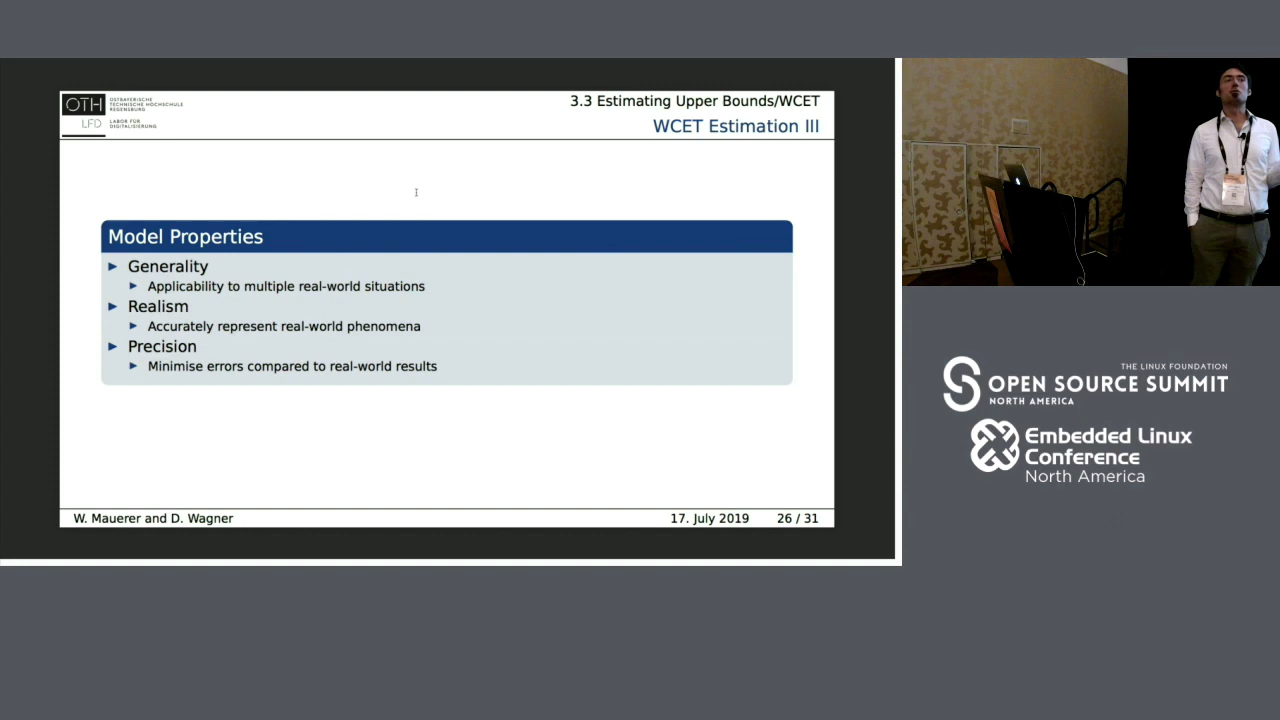 OTH
OSTBAYERISCHE
TECHNISCHE HOCHSCHULE
REGENSBURG
LFD
LABOR FÜR
DIGITALISIERUNG
3.3 Estimating Upper Bounds/WCET
WCET Estimation III
Model Properties
Generality
Applicability to multiple real-world situations
Realism
Accurately represent real-world phenomena
Precision
Minimise errors compared to real-world results
W. Mauerer and D. Wagner
17. July 2019 26 / 31
THE LINUX FOUNDATION
OPEN SOURCE SUMMIT
NORTH AMERICA
Embedded Linux
Conference
North America